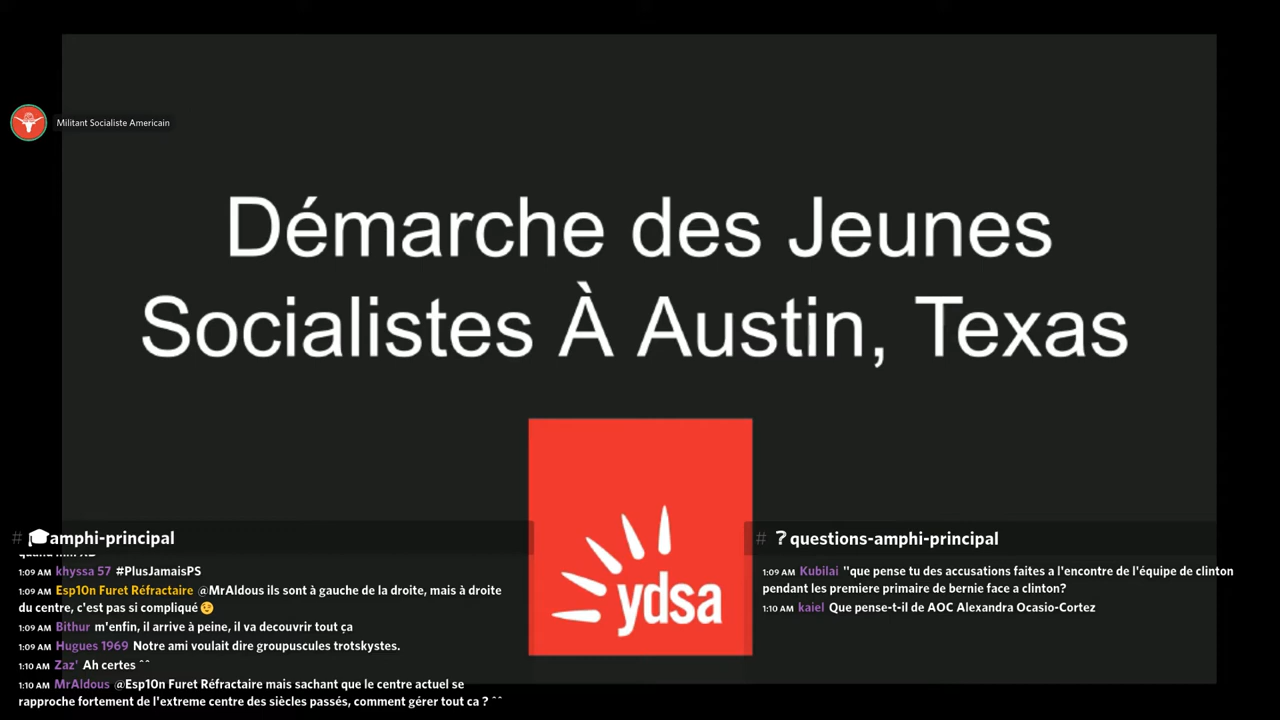 Militant Socialiste Americain
Démarche des Jeunes
Socialistes À Austin, Texas
ydsa
# 🎓amphi-principal
1:09 AM khyssa 57 #PlusJamaisPS
1:09 AM Esp10n Furet Réfractaire @MrAldous ils sont à gauche de la droite, mais à droite
du centre, c'est pas si compliqué😉
1:09 AM Bithur m'enfin, il arrive à peine, il va decouvrir tout ça
1:09 AM Hugues 1969 Notre ami voulait dire groupuscules trotskystes.
1:10 AM Zaz' Ah certes ^^
1:10 AM MrAldous @Esp10n Furet Réfractaire mais sachant que le centre actuel se
rapproche fortement de l'extreme centre des siècles passés, comment gérer tout ca ? ^^
# ❔questions-amphi-principal
1:09 AM Kubilai "que pense tu des accusations faites a l'encontre de l'équipe de clinton
pendant les premiere primaire de bernie face a clinton?
1:10 AM kaiel Que pense-t-il de AOC Alexandra Ocasio-Cortez